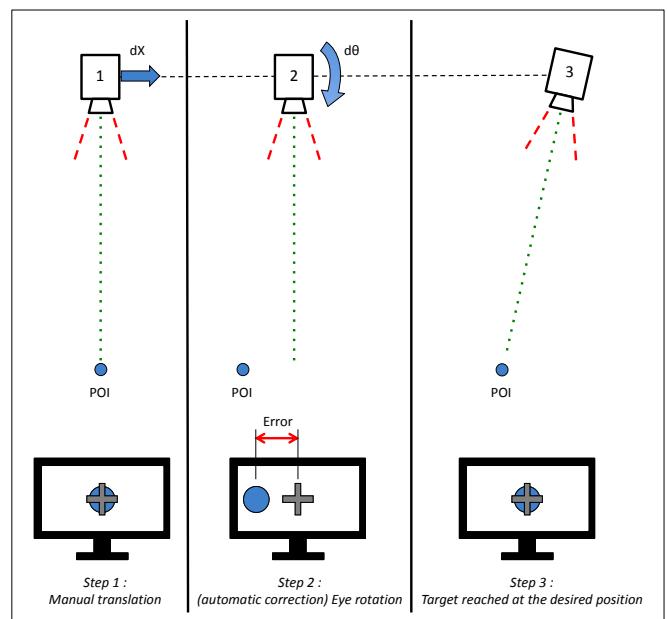 dX
1
POI
Step 1 :
Manual translation
dθ
2
POI
Error
Step 2 :
(automatic correction) Eye rotation
3
POI
Step 3 :
Target reached at the desired position